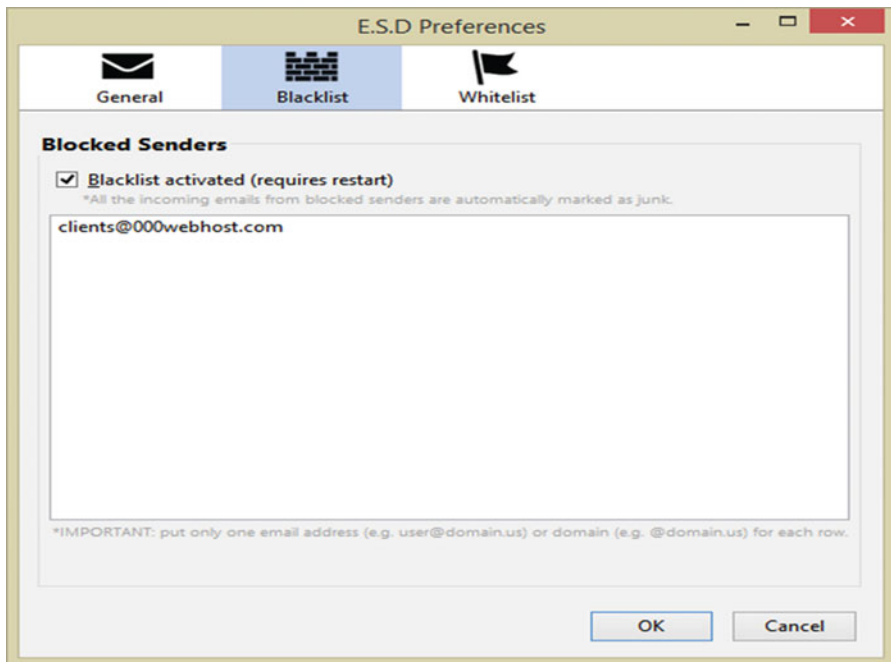 E.S.D Preferences
General
Blacklist
Whitelist
Blocked Senders
Blacklist activated (requires restart)
*All the incoming emails from blocked senders are automatically marked as junk.
clients@000webhost.com
*IMPORTANT: put only one email address (e.g. user@domain.us) or domain (e.g. @domain.us) for each row.
OK
Cancel